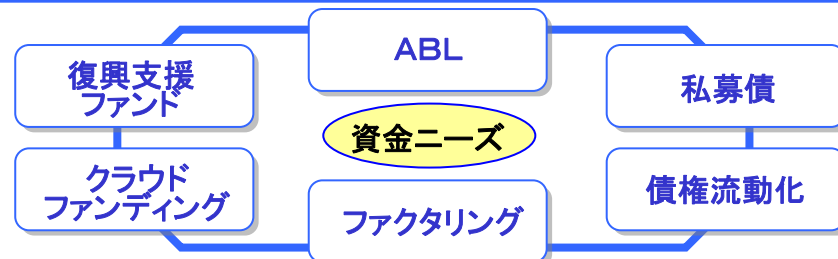 ABL
復興支援
ファンド
私募債
資金ニーズ
クラウド
ファンディング
債権流動化
ファクタリング